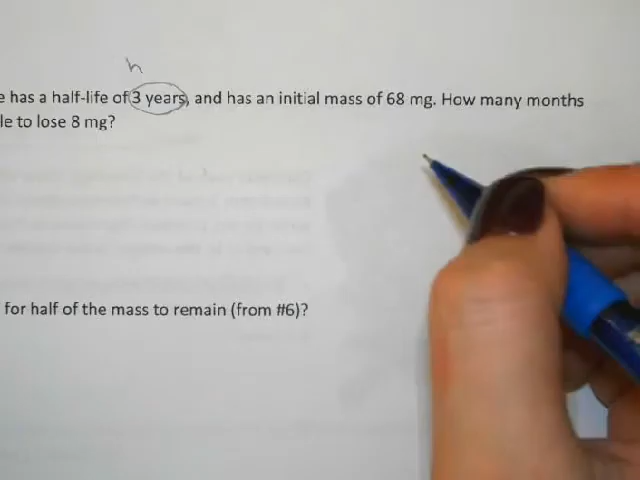 h
e has a half-life of 3 years, and has an initial mass of 68 mg. How many months
le to lose 8 mg?
for half of the mass to remain (from #6)?